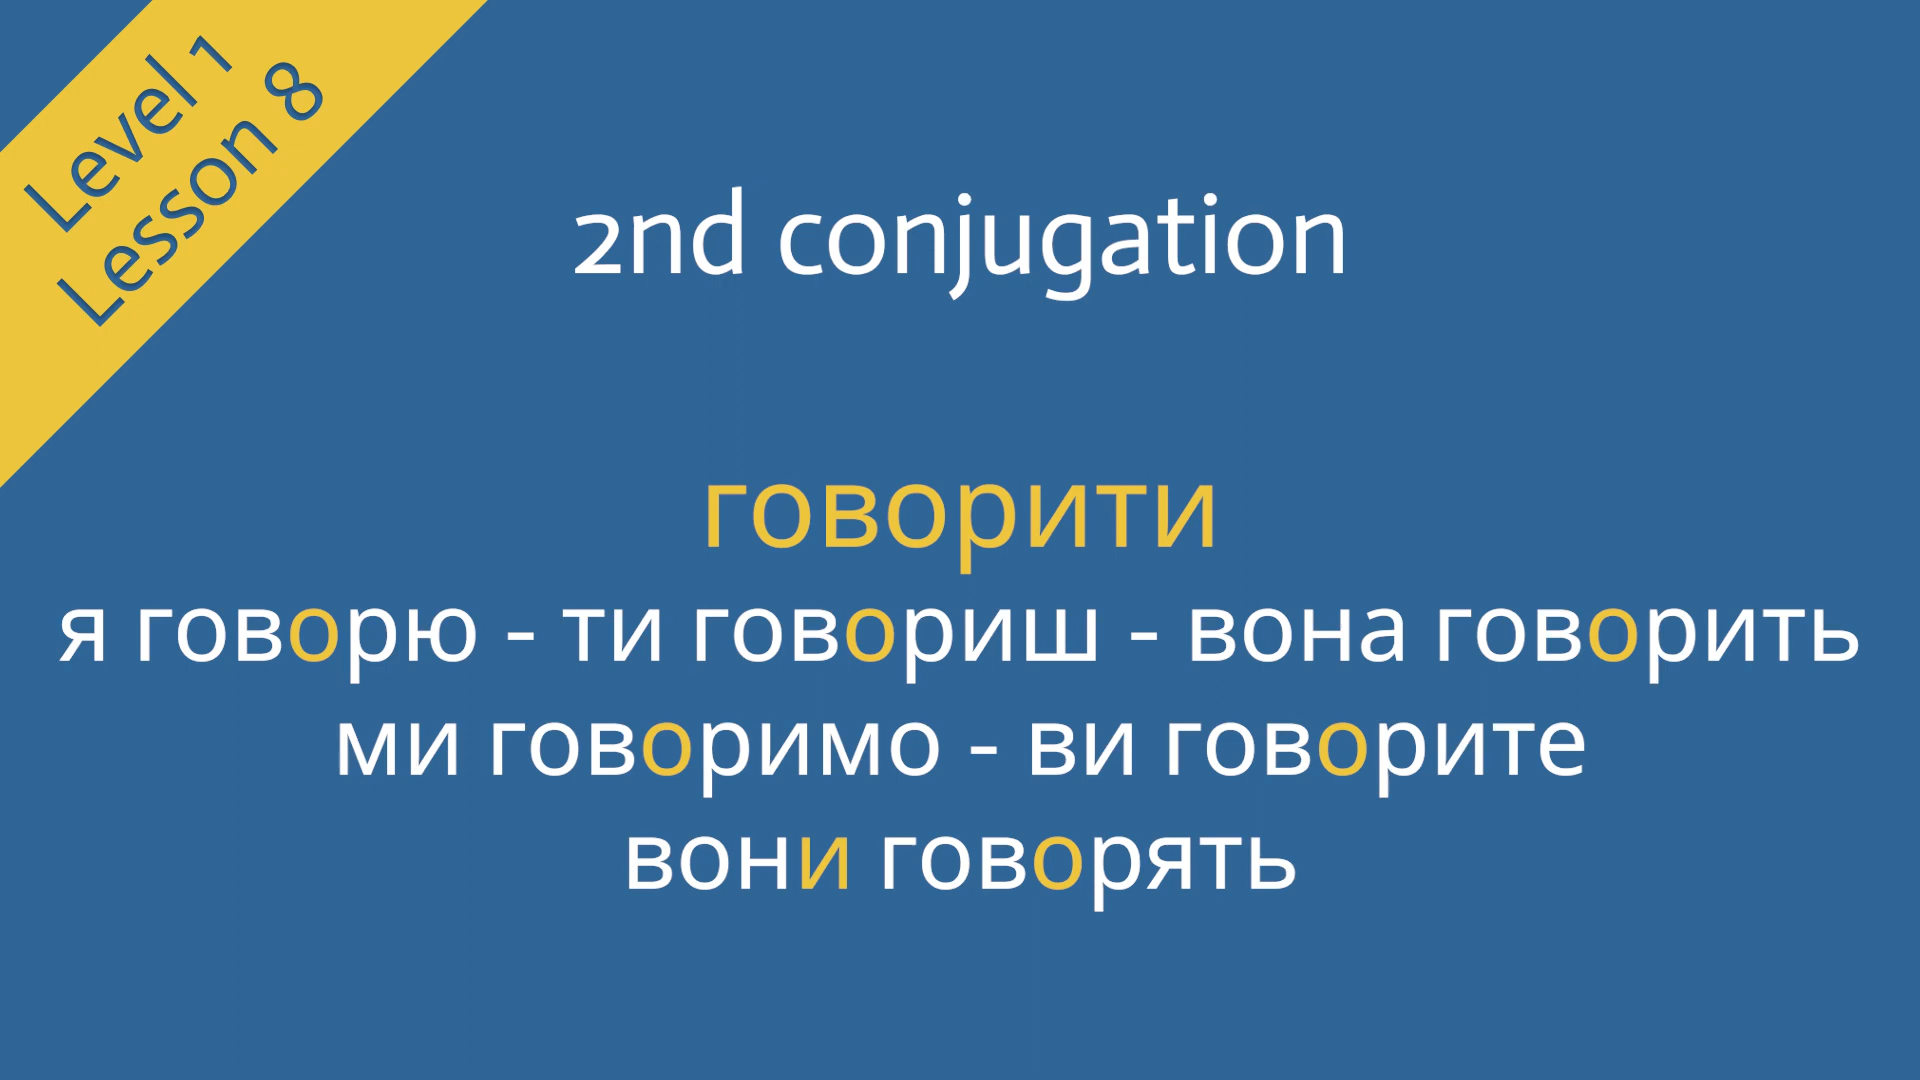 Level 1
Lesson 8
2nd conjugation
говорити
я говорю - ти говориш - вона говорить
ми говоримо - ви говорите
вони говорять